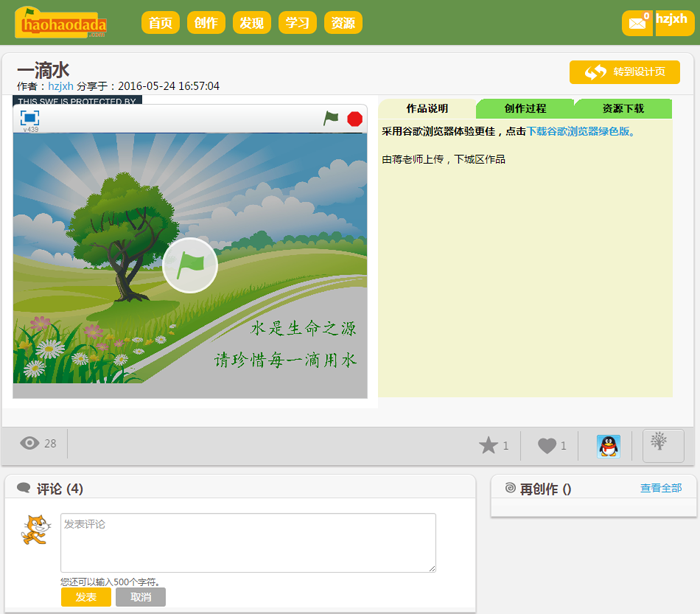 haohaodada
.com
首页 创作 发现 学习 资源
0
hzjxh
一滴水
作者：hzjxh 分享于：2016-05-24 16:57:04
转到设计页
THIS SWF IS PROTECTED BY
v439
水是生命之源
请珍惜每一滴用水
作品说明 创作过程 资源下载
采用谷歌浏览器体验更佳，点击下载谷歌浏览器绿色版。
由蒋老师上传，下城区作品
28
1 1
评论 (4)
发表评论
您还可以输入500个字符。
发表 取消
再创作 () 查看全部